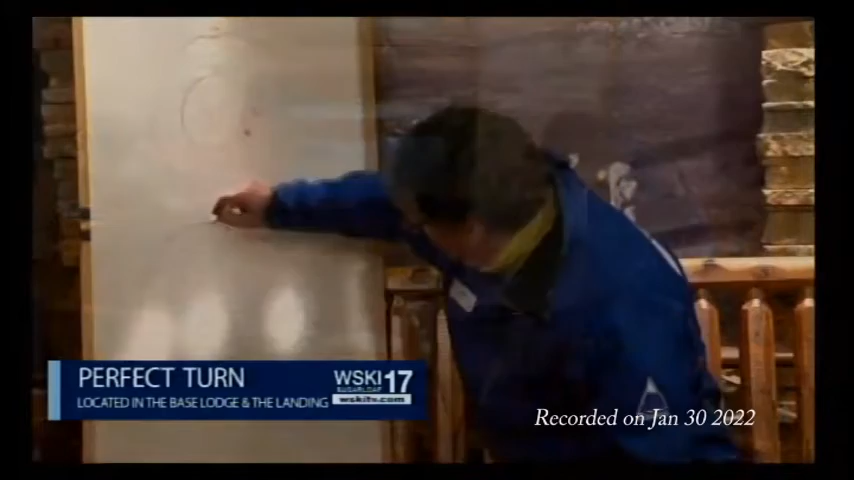 PERFECT TURN
LOCATED IN THE BASE LODGE & THE LANDING
WSKI 17
SUGARLOAF
wskitv.com
Recorded on Jan 30 2022